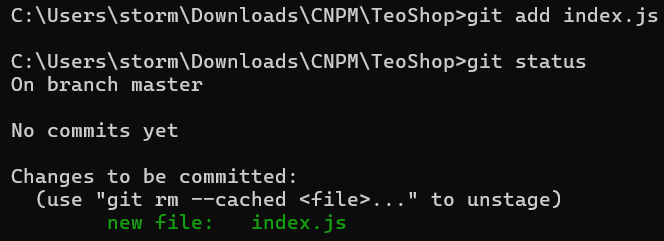 C:\Users\storm\Downloads\CNPM\TeoShop>git add index.js
C:\Users\storm\Downloads\CNPM\TeoShop>git status
On branch master
No commits yet
Changes to be committed:
  (use "git rm --cached <file>..." to unstage)
        new file:   index.js